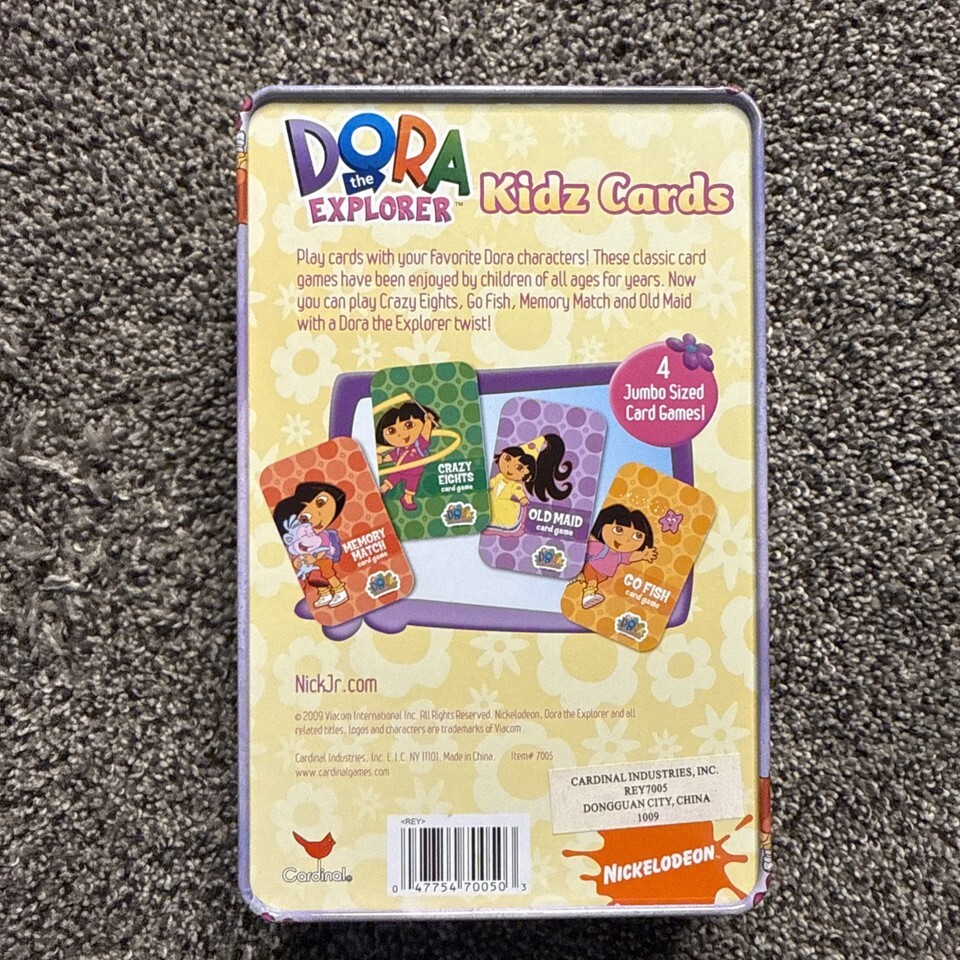 DORA
the
EXPLORER™
Kidz Cards
Play cards with your favorite Dora characters! These classic card
games have been enjoyed by children of all ages for years. Now
you can play Crazy Eights, Go Fish, Memory Match and Old Maid
with a Dora the Explorer twist!
4
Jumbo Sized
Card Games!
CRAZY
EIGHTS
card game
OLD MAID
card game
MEMORY
MATCH
card game
GO FISH
card game
NickJr.com
© 2009 Viacom International Inc. All Rights Reserved. Nickelodeon, Dora the Explorer and all
related titles, logos and characters are trademarks of Viacom
Cardinal Industries, Inc. L.I.C. NY 11101. Made in China. Item# 7005
www.cardinalgames.com
CARDINAL INDUSTRIES, INC.
REY7005
DONGGUAN CITY, CHINA
1009
<REY>
0 47754 70050 3
Cardinal®
NICKELODEON™